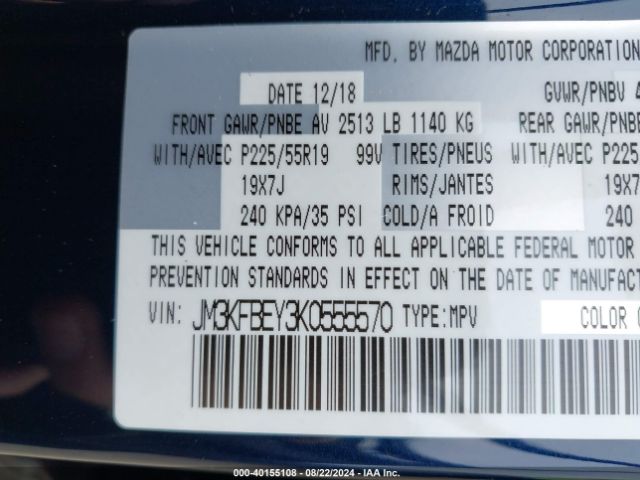 MFD. BY MAZDA MOTOR CORPORATION
DATE 12/18 GVWR/PNBV 4
FRONT GAWR/PNBE AV 2513 LB 1140 KG REAR GAWR/PNBE
WITH/AVEC P225/55R19 99V TIRES/PNEUS WITH/AVEC P225
19X7J RIMS/JANTES 19X7
240 KPA/35 PSI COLD/A FROID 240
THIS VEHICLE CONFORMS TO ALL APPLICABLE FEDERAL MOTOR
PREVENTION STANDARDS IN EFFECT ON THE DATE OF MANUFACT
VIN: JM3KFBEY3K0555570 TYPE:MPV COLOR
000-40155108 - 08/22/2024 - IAA Inc.